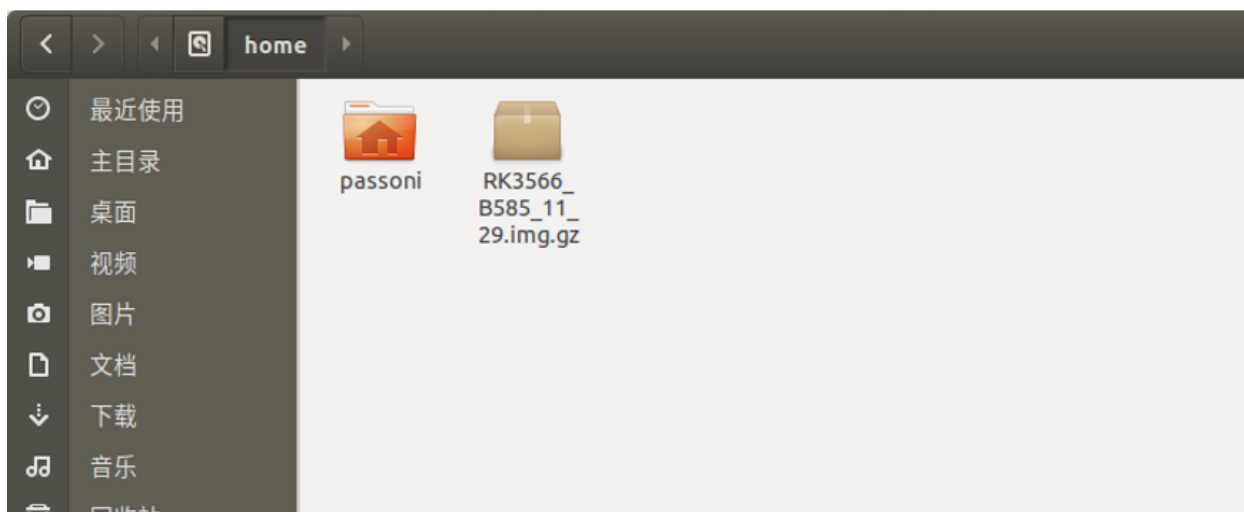 home
最近使用
主目录
桌面
视频
图片
文档
下载
音乐
passoni
RK3566_
B585_11_
29.img.gz